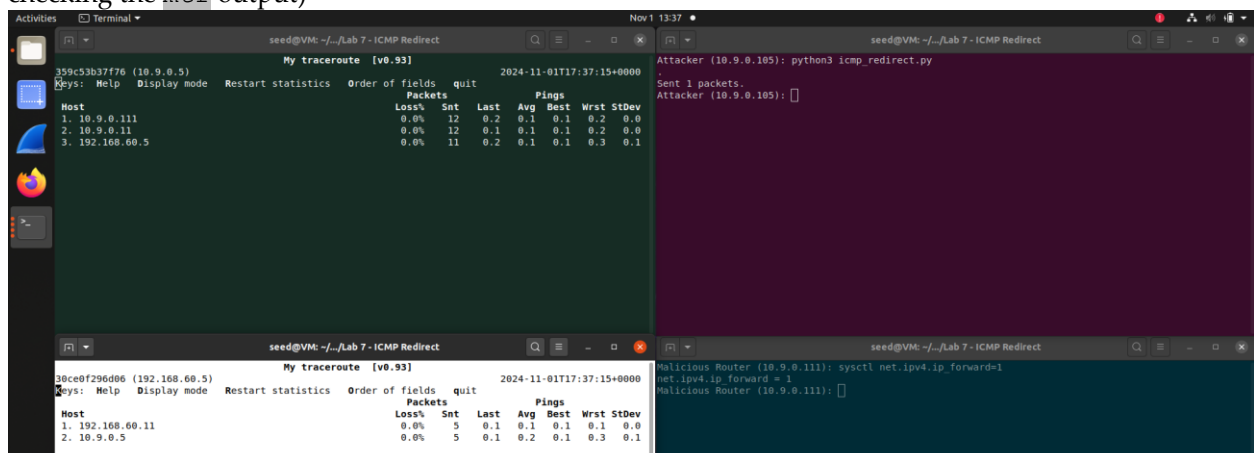 checking the mtr output)
Activities Terminal Nov 1 13:37
seed@VM: ~/.../Lab 7 - ICMP Redirect
My traceroute [v0.93]
359c53b37f76 (10.9.0.5) 2024-11-01T17:37:15+0000
Keys: Help Display mode Restart statistics Order of fields quit
Packets Pings
Host Loss% Snt Last Avg Best Wrst StDev
1. 10.9.0.111 0.0% 12 0.2 0.1 0.1 0.2 0.0
2. 10.9.0.11 0.0% 12 0.1 0.1 0.1 0.2 0.0
3. 192.168.60.5 0.0% 11 0.2 0.1 0.1 0.3 0.1
seed@VM: ~/.../Lab 7 - ICMP Redirect
Attacker (10.9.0.105): python3 icmp_redirect.py
.
Sent 1 packets.
Attacker (10.9.0.105):
seed@VM: ~/.../Lab 7 - ICMP Redirect
My traceroute [v0.93]
30ce0f296d06 (192.168.60.5) 2024-11-01T17:37:15+0000
Keys: Help Display mode Restart statistics Order of fields quit
Packets Pings
Host Loss% Snt Last Avg Best Wrst StDev
1. 192.168.60.11 0.0% 5 0.1 0.1 0.1 0.1 0.0
2. 10.9.0.5 0.0% 5 0.1 0.2 0.1 0.3 0.1
seed@VM: ~/.../Lab 7 - ICMP Redirect
Malicious Router (10.9.0.111): sysctl net.ipv4.ip_forward=1
net.ipv4.ip_forward = 1
Malicious Router (10.9.0.111):